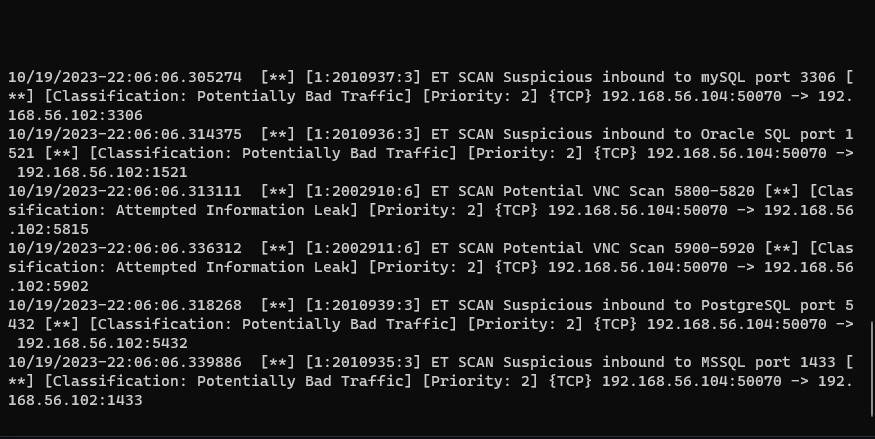 10/19/2023-22:06:06.305274  [**] [1:2010937:3] ET SCAN Suspicious inbound to mySQL port 3306 [
**] [Classification: Potentially Bad Traffic] [Priority: 2] {TCP} 192.168.56.104:50070 -> 192.
168.56.102:3306
10/19/2023-22:06:06.314375  [**] [1:2010936:3] ET SCAN Suspicious inbound to Oracle SQL port 1
521 [**] [Classification: Potentially Bad Traffic] [Priority: 2] {TCP} 192.168.56.104:50070 ->
 192.168.56.102:1521
10/19/2023-22:06:06.313111  [**] [1:2002910:6] ET SCAN Potential VNC Scan 5800-5820 [**] [Clas
sification: Attempted Information Leak] [Priority: 2] {TCP} 192.168.56.104:50070 -> 192.168.56
.102:5815
10/19/2023-22:06:06.336312  [**] [1:2002911:6] ET SCAN Potential VNC Scan 5900-5920 [**] [Clas
sification: Attempted Information Leak] [Priority: 2] {TCP} 192.168.56.104:50070 -> 192.168.56
.102:5902
10/19/2023-22:06:06.318268  [**] [1:2010939:3] ET SCAN Suspicious inbound to PostgreSQL port 5
432 [**] [Classification: Potentially Bad Traffic] [Priority: 2] {TCP} 192.168.56.104:50070 ->
 192.168.56.102:5432
10/19/2023-22:06:06.339886  [**] [1:2010935:3] ET SCAN Suspicious inbound to MSSQL port 1433 [
**] [Classification: Potentially Bad Traffic] [Priority: 2] {TCP} 192.168.56.104:50070 -> 192.
168.56.102:1433